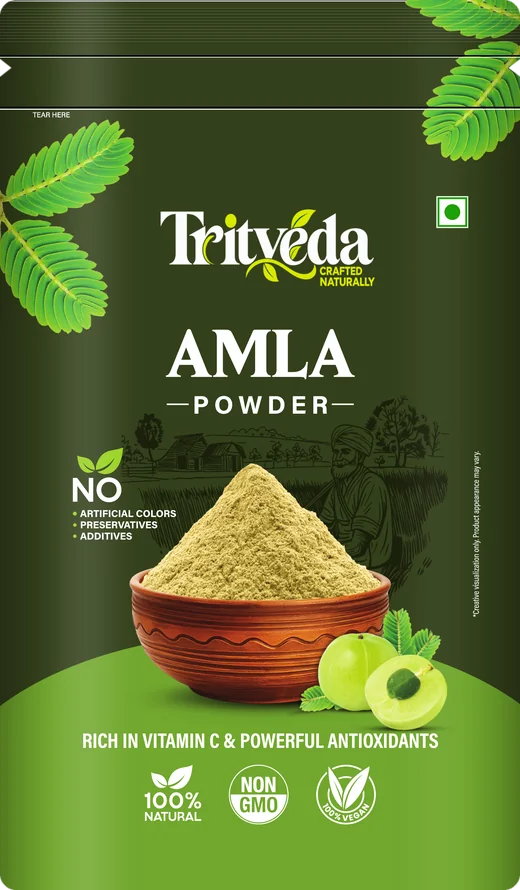 TEAR HERE
Tritveda
CRAFTED
NATURALLY
AMLA
POWDER
NO
• ARTIFICIAL COLORS
• PRESERVATIVES
• ADDITIVES
*Creative visualization only. Product appearance may vary.
RICH IN VITAMIN C & POWERFUL ANTIOXIDANTS
100%
NATURAL
NON
GMO
100% VEGAN